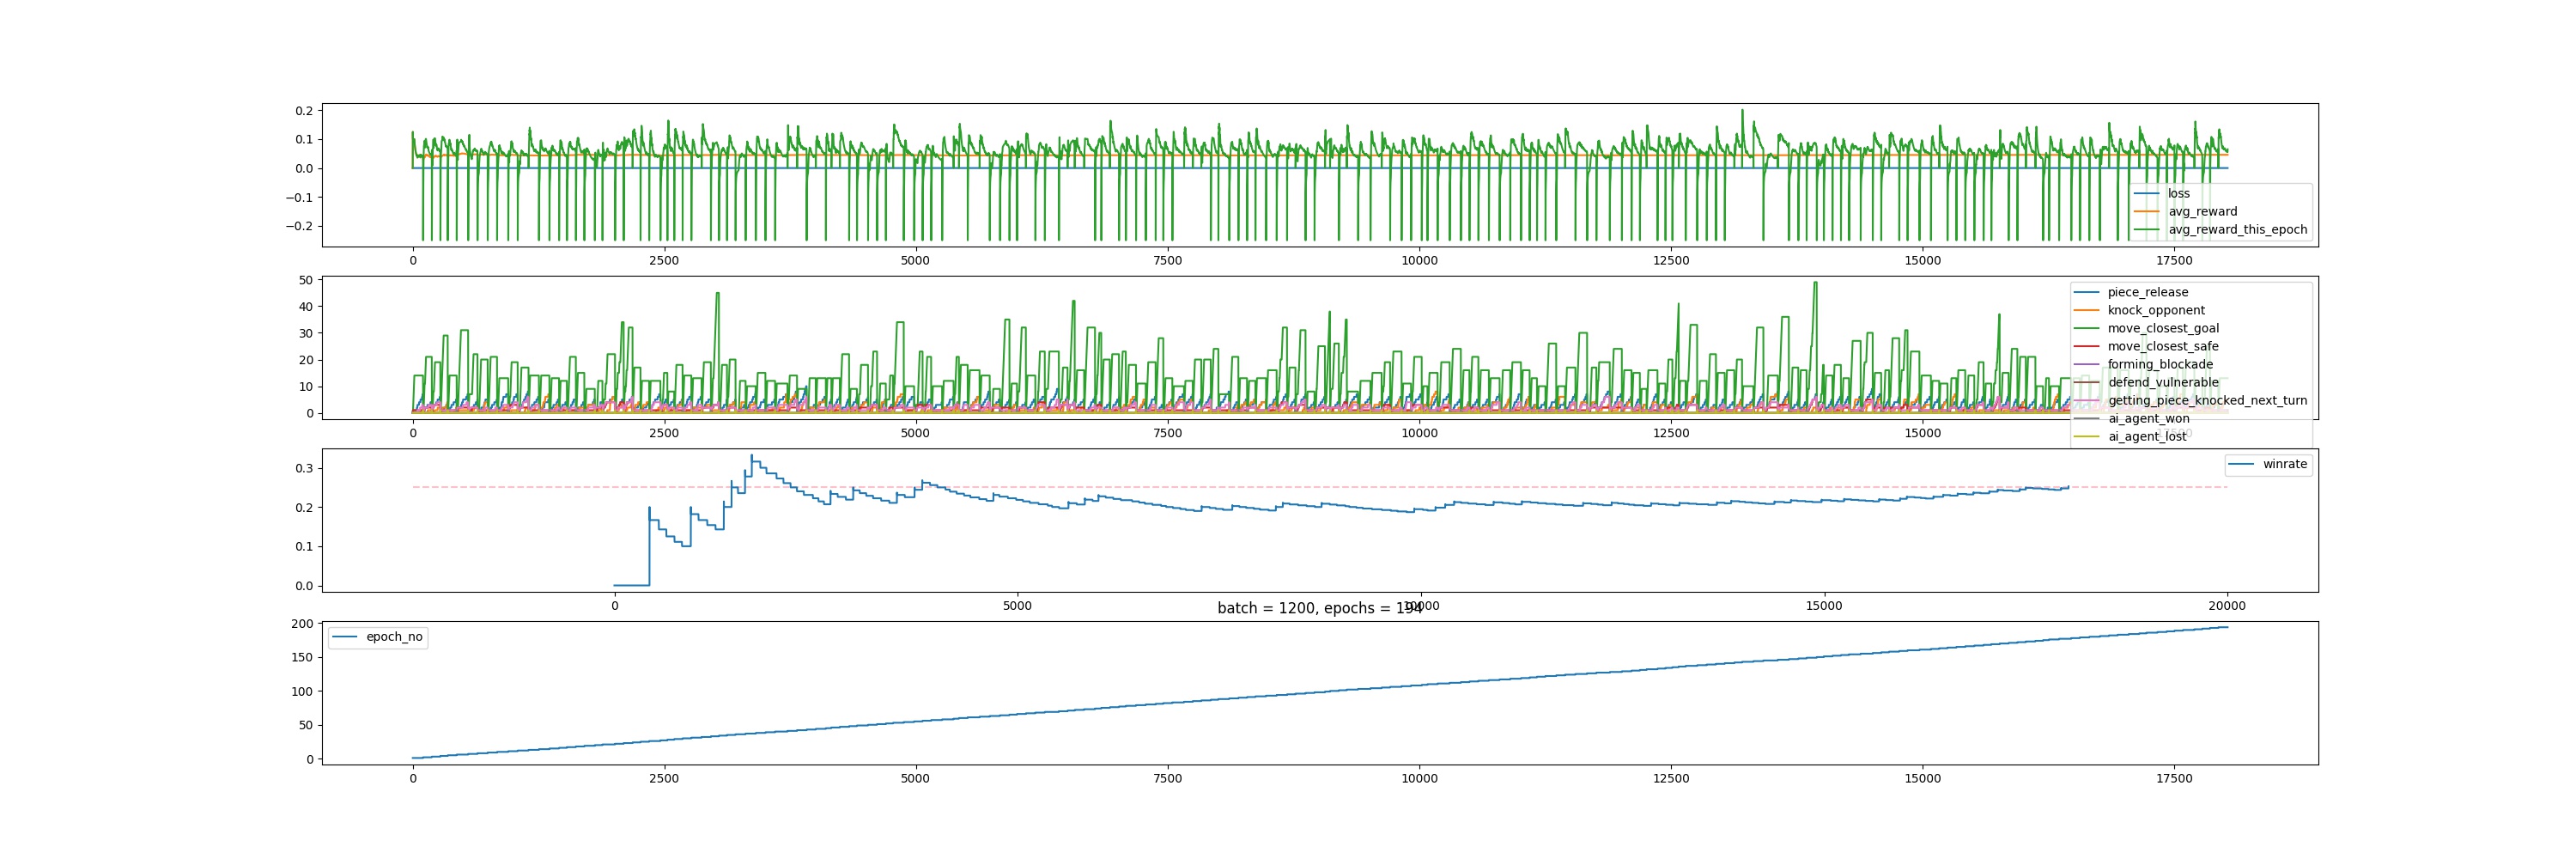 0.2
0.1
0.0
−0.1
−0.2
loss
avg_reward
avg_reward_this_epoch
0 2500 5000 7500 10000 12500 15000 17500
50
40
30
20
10
0
piece_release
knock_opponent
move_closest_goal
move_closest_safe
forming_blockade
defend_vulnerable
getting_piece_knocked_next_turn
ai_agent_won
ai_agent_lost
0 2500 5000 7500 10000 12500 15000 17500
0.3
0.2
0.1
0.0
winrate
0 5000 10000 15000 20000
batch = 1200, epochs = 194
200
150
100
50
0
epoch_no
0 2500 5000 7500 10000 12500 15000 17500